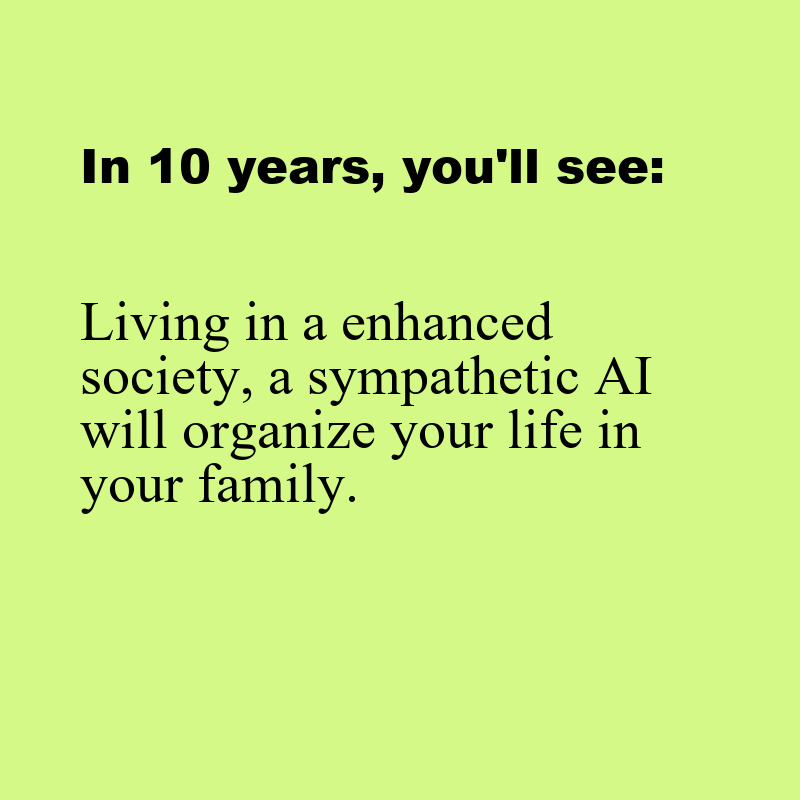 In 10 years, you'll see:
Living in a enhanced
society, a sympathetic AI
will organize your life in
your family.